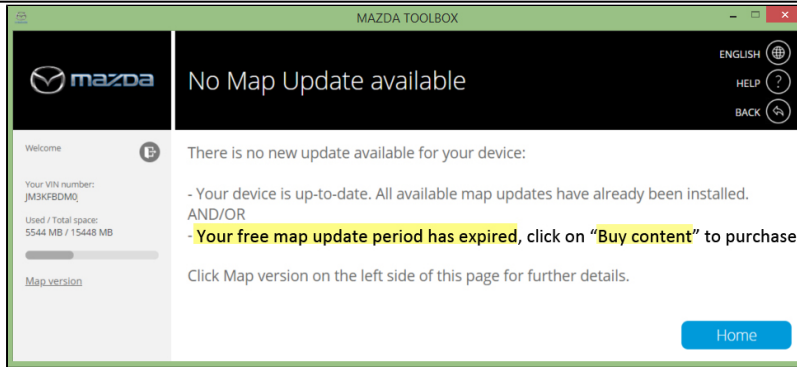 MAZDA TOOLBOX
mazda
No Map Update available
ENGLISH
HELP ?
BACK
Welcome
Your VIN number:
JM3KFBDM0
Used / Total space:
5544 MB / 15448 MB
Map version
There is no new update available for your device:
- Your device is up-to-date. All available map updates have already been installed.
AND/OR
- Your free map update period has expired, click on “Buy content” to purchase
Click Map version on the left side of this page for further details.
Home